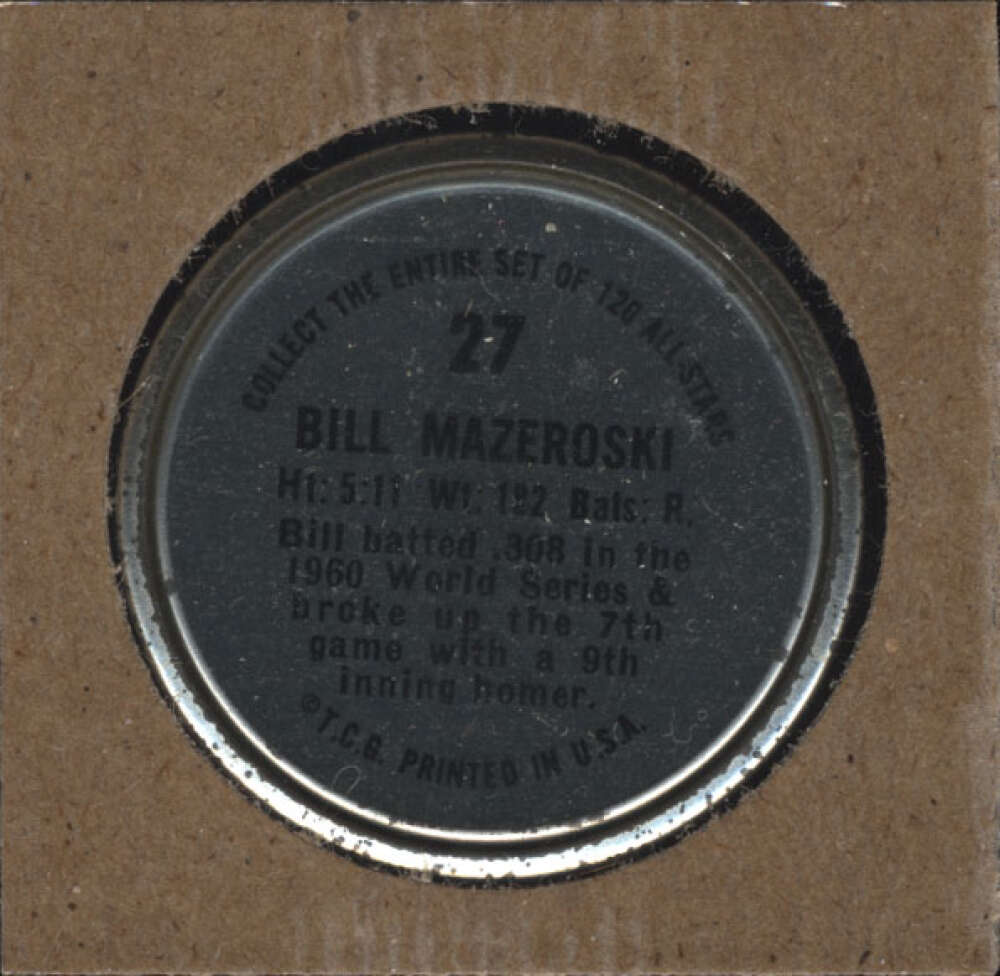 COLLECT THE ENTIRE SET OF 120 ALL-STARS
27
BILL MAZEROSKI
Ht: 5:11 Wt: 182 Bats: R.
Bill batted .308 in the
1960 World Series &
broke up the 7th
game with a 9th
inning homer.
©T.C.G. PRINTED IN U.S.A.